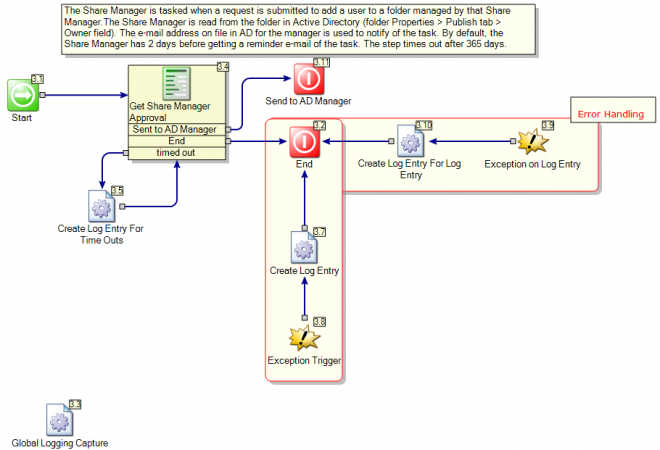 The Share Manager is tasked when a request is submitted to add a user to a folder managed by that Share
Manager.The Share Manager is read from the folder in Active Directory (folder Properties > Publish tab >
Owner field). The e-mail address on file in AD for the manager is used to notify of the task. By default, the
Share Manager has 2 days before getting a reminder e-mail of the task. The step times out after 365 days.
3.1
Start
3.4
Get Share Manager
Approval
Sent to AD Manager
End
timed out
3.11
Send to AD Manager
3.2
End
3.10
Create Log Entry For Log
Entry
3.9
Exception on Log Entry
Error Handling
3.5
Create Log Entry For
Time Outs
3.7
Create Log Entry
3.8
Exception Trigger
3.3
Global Logging Capture